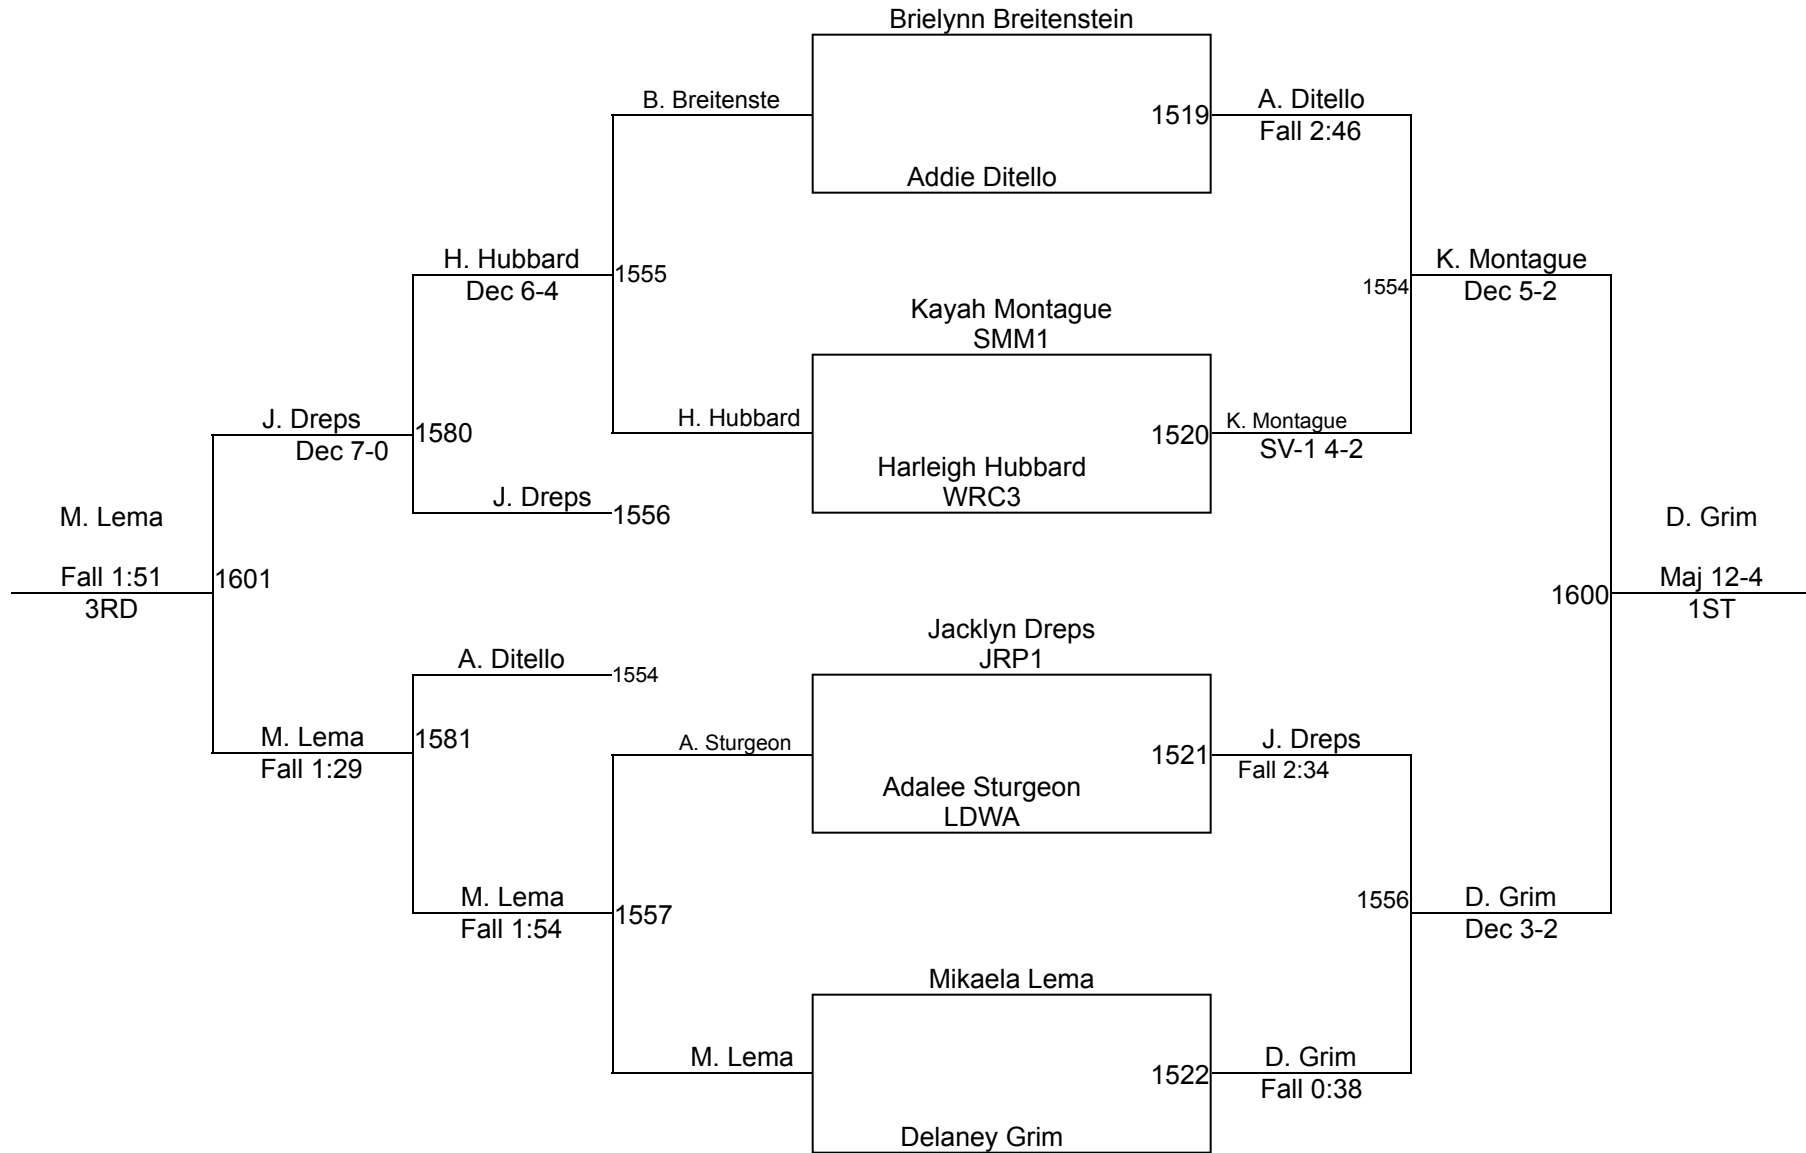 Brielynn Breitenstein
B. Breitenste
1519
A. Ditello
Fall 2:46
Addie Ditello
H. Hubbard
Dec 6-4
1555
1554
K. Montague
Dec 5-2
Kayah Montague
SMM1
J. Dreps
Dec 7-0
1580
H. Hubbard
1520
K. Montague
SV-1 4-2
Harleigh Hubbard
WRC3
J. Dreps
1556
M. Lema
Fall 1:51
3RD
1601
D. Grim
1600
Maj 12-4
1ST
Jacklyn Dreps
JRP1
A. Ditello
1554
M. Lema
Fall 1:29
1581
A. Sturgeon
1521
J. Dreps
Fall 2:34
Adalee Sturgeon
LDWA
M. Lema
Fall 1:54
1557
1556
D. Grim
Dec 3-2
Mikaela Lema
M. Lema
1522
D. Grim
Fall 0:38
Delaney Grim